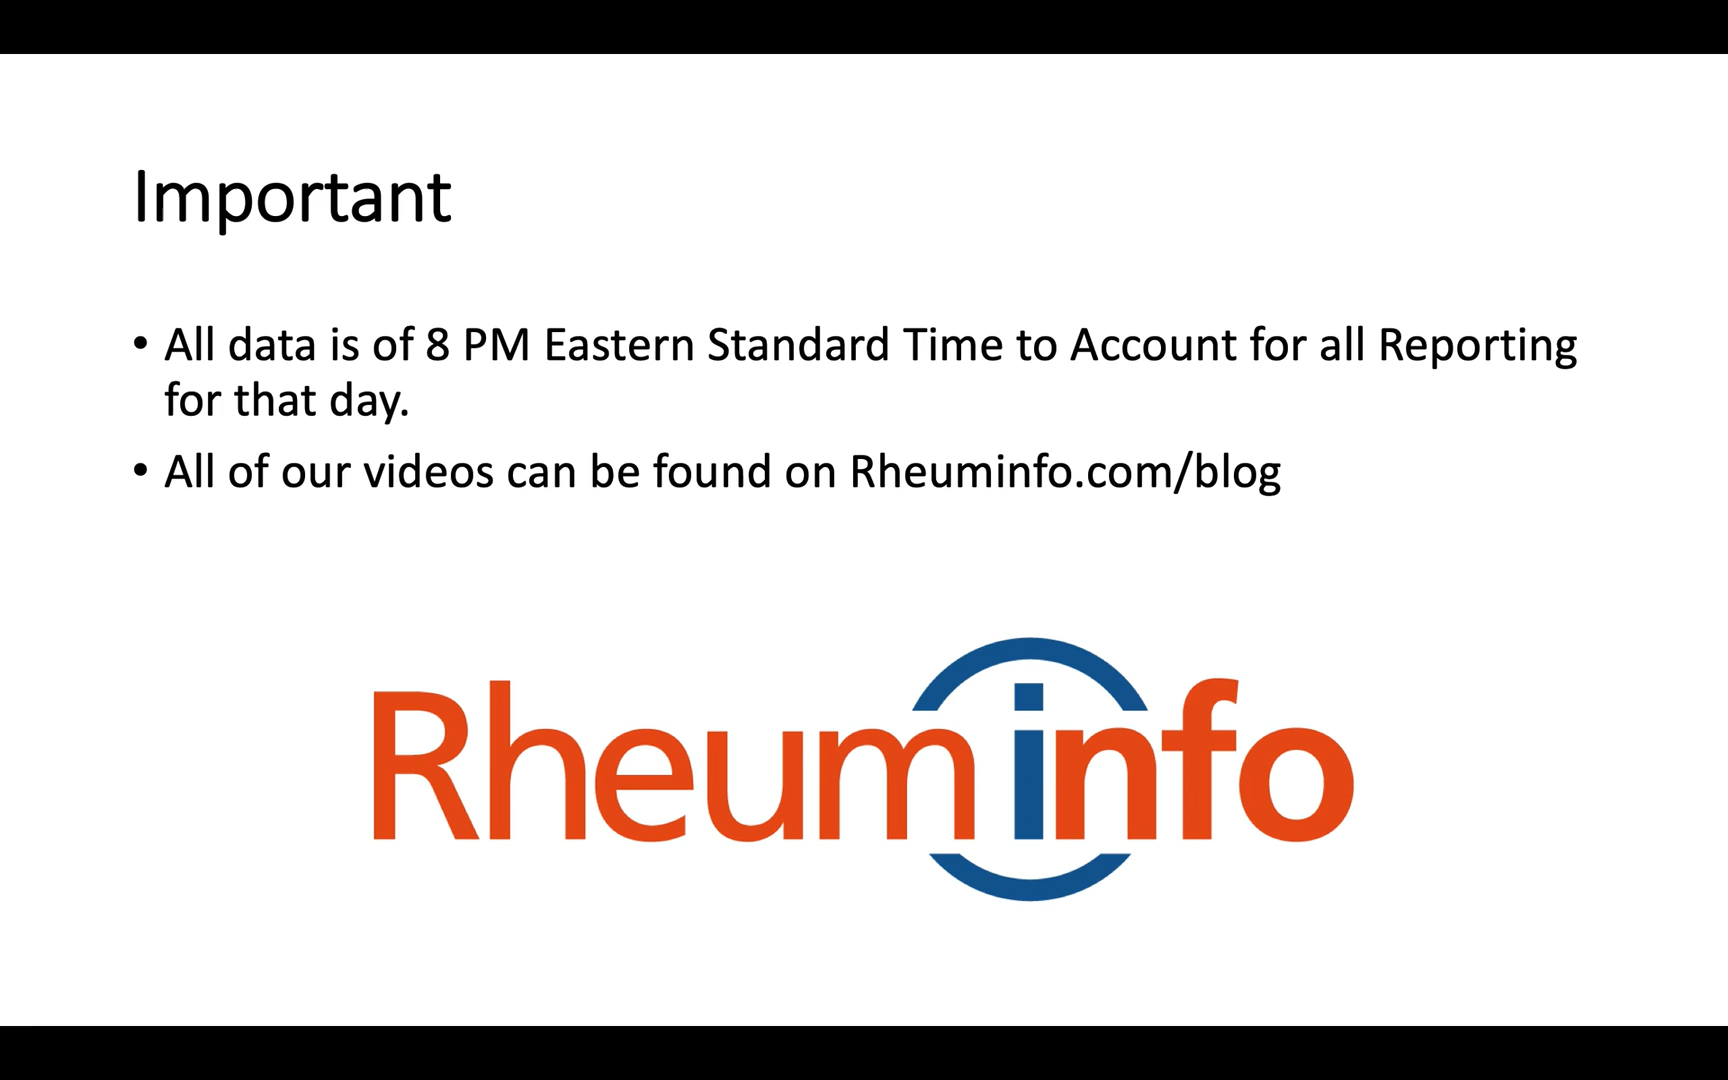 Important
• All data is of 8 PM Eastern Standard Time to Account for all Reporting
for that day.
• All of our videos can be found on Rheuminfo.com/blog
Rheuminfo